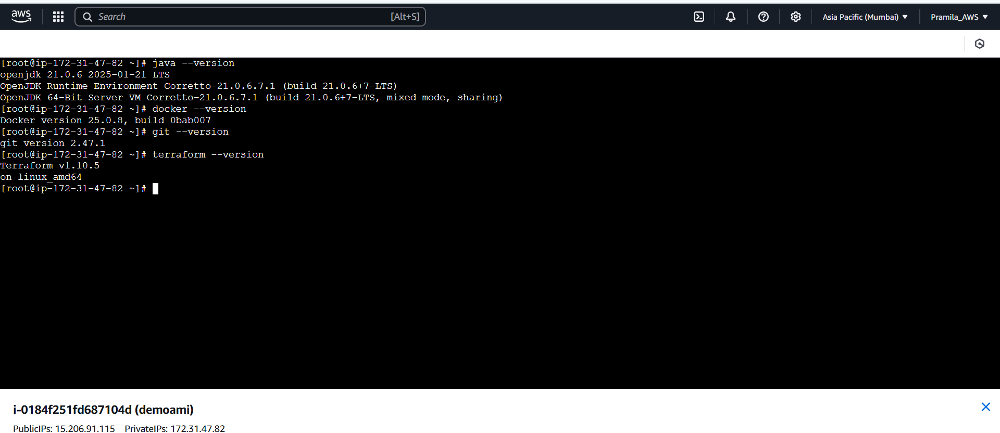 aws
Search [Alt+S]
Asia Pacific (Mumbai) Pramila_AWS
[root@ip-172-31-47-82 ~]# java --version
openjdk 21.0.6 2025-01-21 LTS
OpenJDK Runtime Environment Corretto-21.0.6.7.1 (build 21.0.6+7-LTS)
OpenJDK 64-Bit Server VM Corretto-21.0.6.7.1 (build 21.0.6+7-LTS, mixed mode, sharing)
[root@ip-172-31-47-82 ~]# docker --version
Docker version 25.0.8, build 0bab007
[root@ip-172-31-47-82 ~]# git --version
git version 2.47.1
[root@ip-172-31-47-82 ~]# terraform --version
Terraform v1.10.5
on linux_amd64
[root@ip-172-31-47-82 ~]#
i-0184f251fd687104d (demoami)
PublicIPs: 15.206.91.115 PrivateIPs: 172.31.47.82